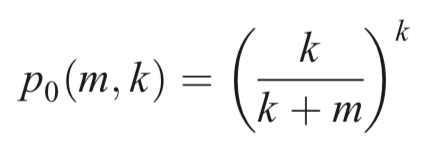 p₀(m, k) = (k / (k + m))ᵏ